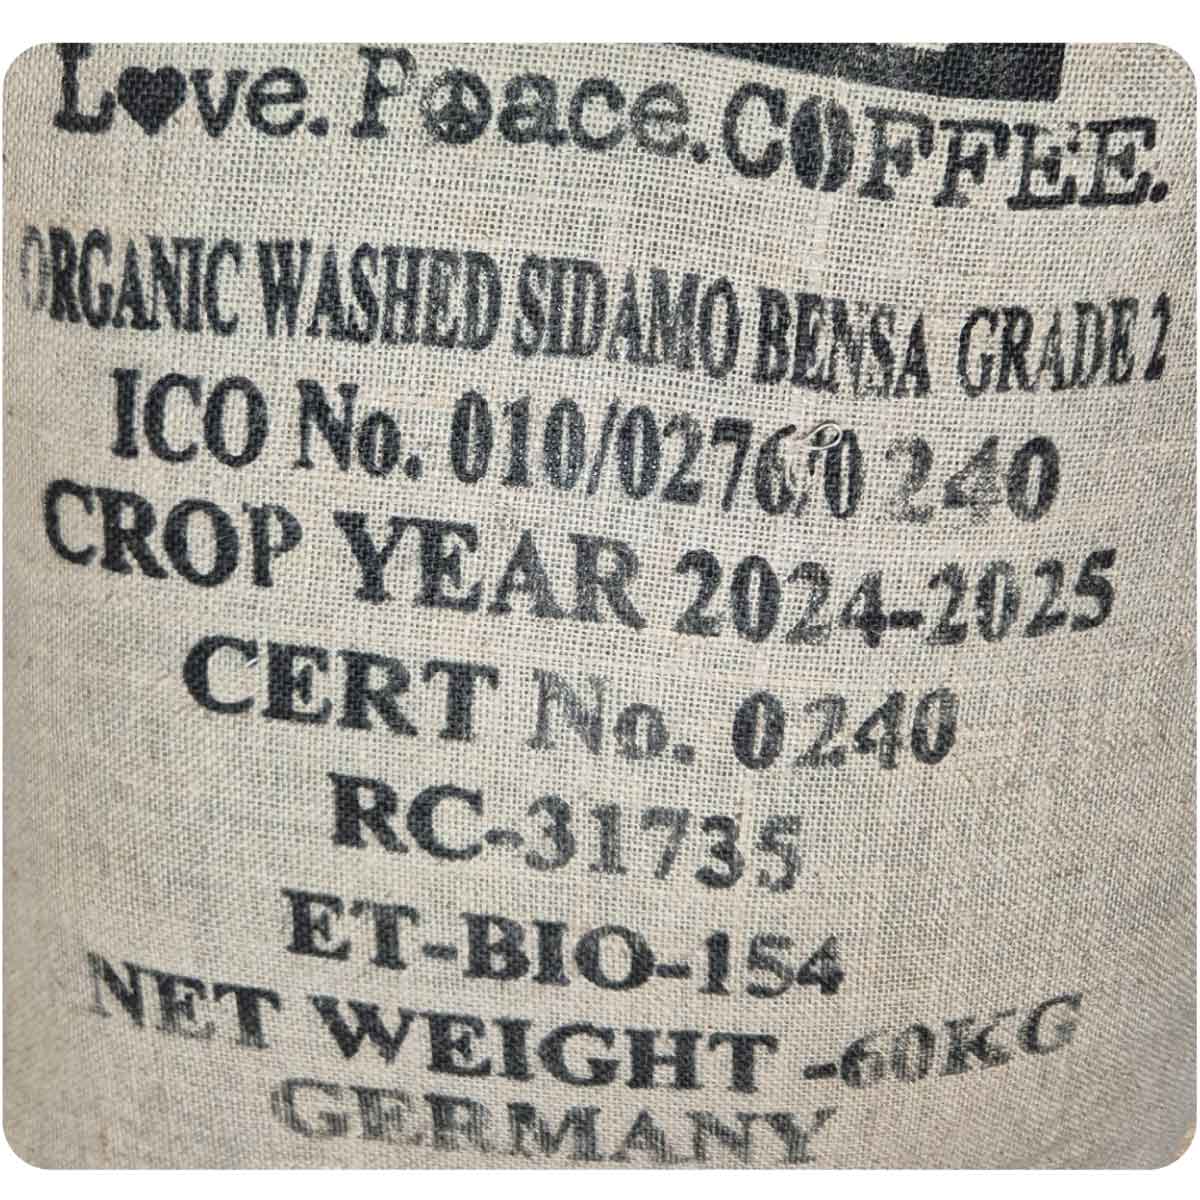 Love. Peace. COFFEE.
ORGANIC WASHED SIDAMO BENSA GRADE 2
ICO No. 010/0276/0 240
CROP YEAR 2024-2025
CERT No. 0240
RC-31735
ET-BIO-154
NET WEIGHT -60KG
GERMANY